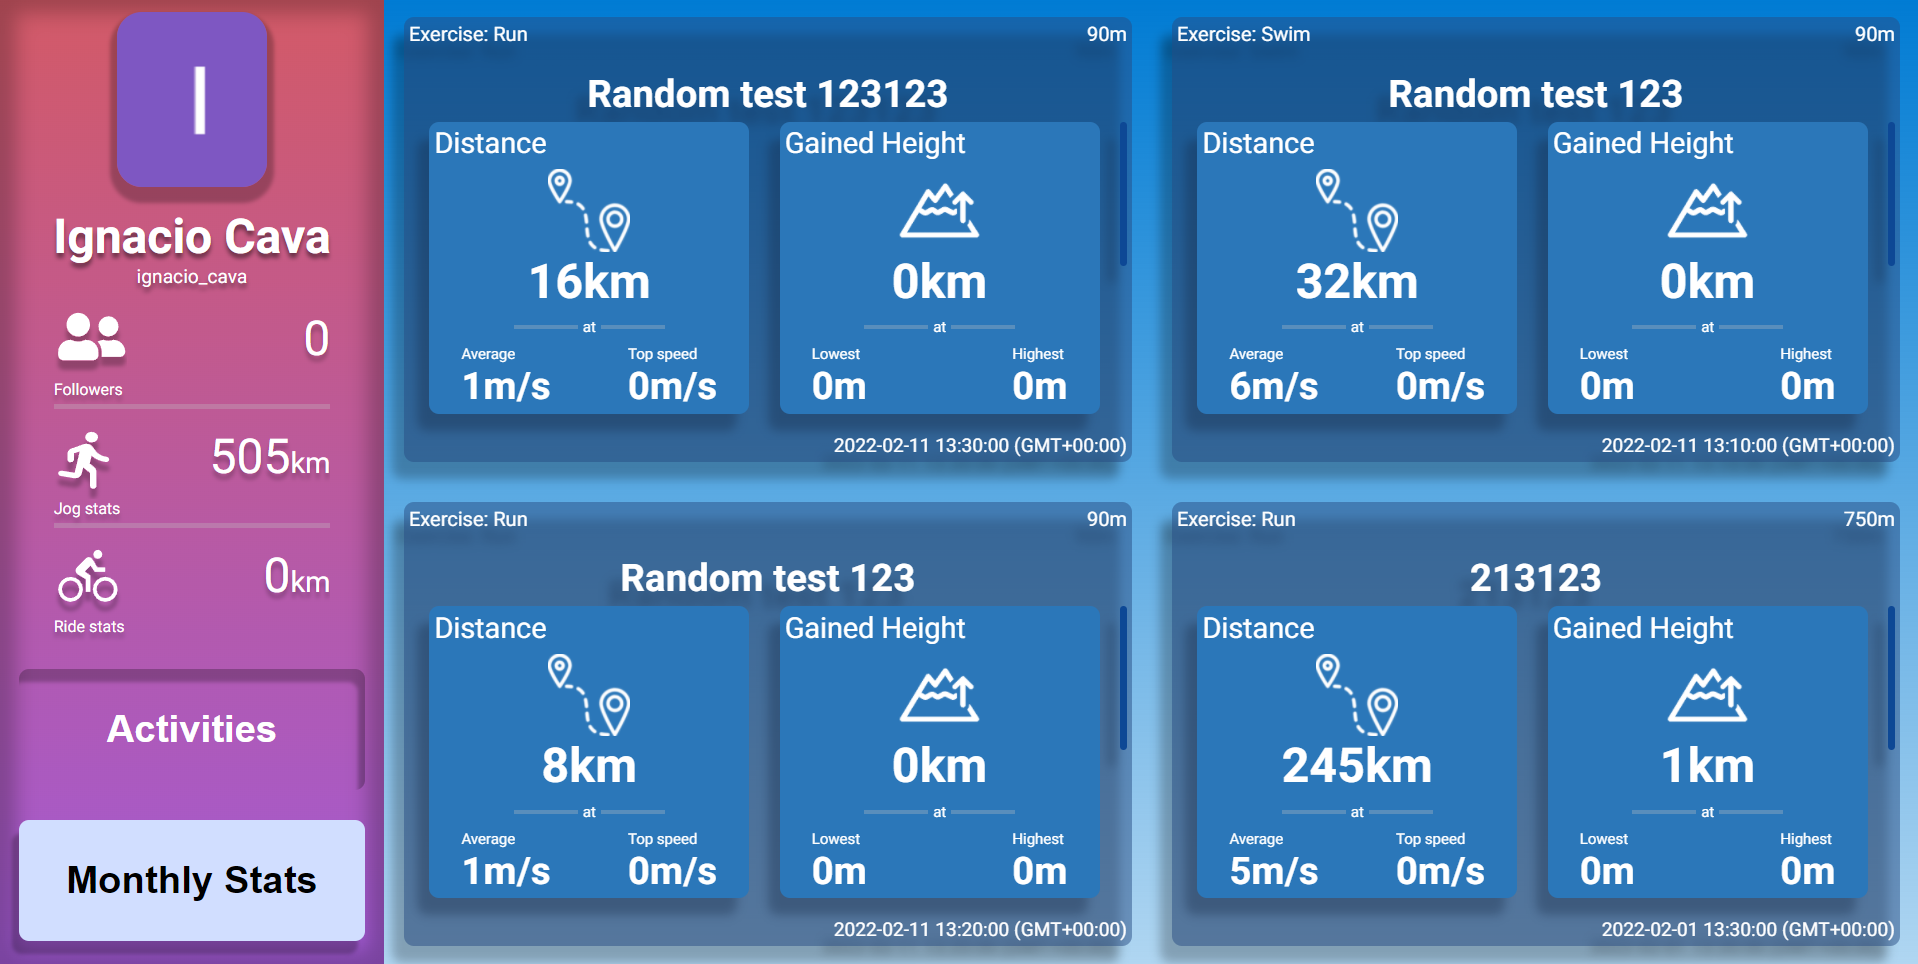 I
Ignacio Cava
ignacio_cava
0
Followers
505km
Jog stats
0km
Ride stats
Activities
Monthly Stats
Exercise: Run
90m
Random test 123123
Distance
16km
at
Average
Top speed
1m/s
0m/s
Gained Height
0km
at
Lowest
Highest
0m
0m
2022-02-11 13:30:00 (GMT+00:00)
Exercise: Swim
90m
Random test 123
Distance
32km
at
Average
Top speed
6m/s
0m/s
Gained Height
0km
at
Lowest
Highest
0m
0m
2022-02-11 13:10:00 (GMT+00:00)
Exercise: Run
90m
Random test 123
Distance
8km
at
Average
Top speed
1m/s
0m/s
Gained Height
0km
at
Lowest
Highest
0m
0m
2022-02-11 13:20:00 (GMT+00:00)
Exercise: Run
750m
213123
Distance
245km
at
Average
Top speed
5m/s
0m/s
Gained Height
1km
at
Lowest
Highest
0m
0m
2022-02-01 13:30:00 (GMT+00:00)